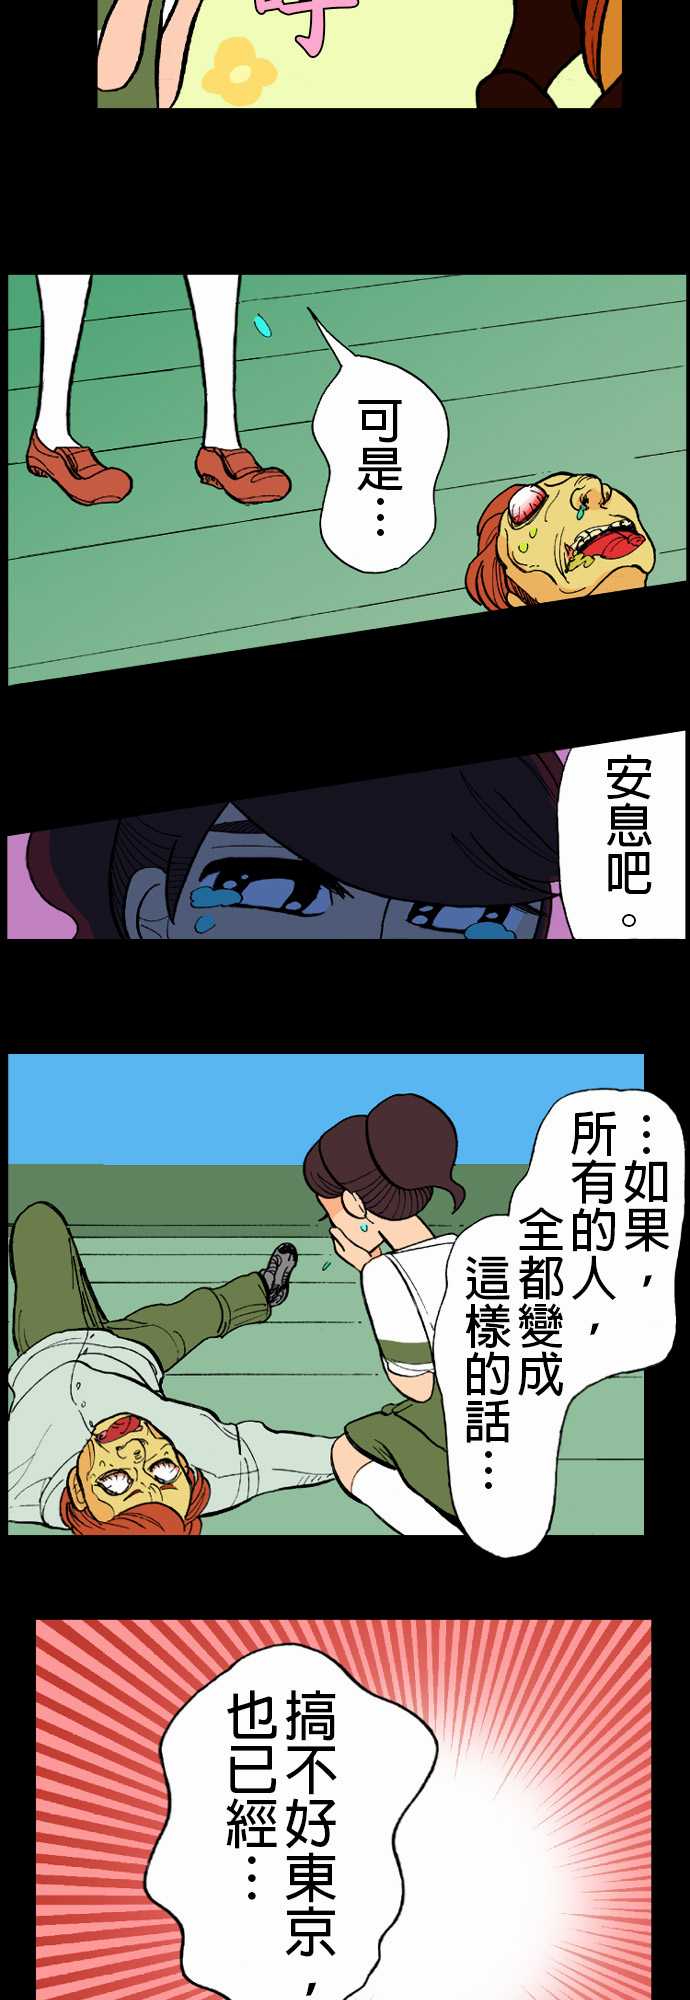 呼
可是…
安息吧。
…如果，
所有的人，
全都變成
這樣的話…
搞不好東京，
也已經…